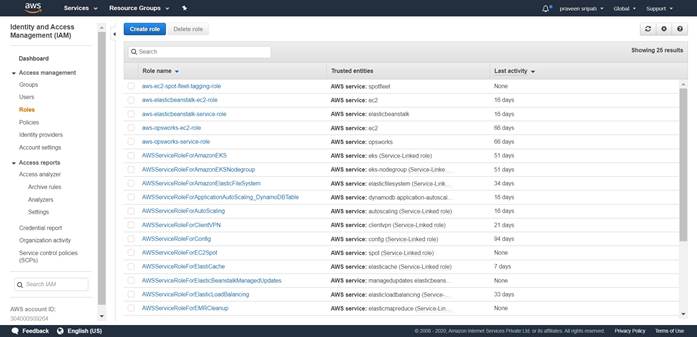 aws
Services
Resource Groups
praveen sripati
Global
Support
Identity and Access
Management (IAM)
Dashboard
Access management
Groups
Users
Roles
Policies
Identity providers
Account settings
Access reports
Access analyzer
Archive rules
Analyzers
Settings
Credential report
Organization activity
Service control policies
(SCPs)
Search IAM
AWS account ID:
Create role Delete role
Search
Showing 25 results
Role name Trusted entities Last activity
aws-ec2-spot-fleet-tagging-role AWS service: spotfleet None
aws-elasticbeanstalk-ec2-role AWS service: ec2 16 days
aws-elasticbeanstalk-service-role AWS service: elasticbeanstalk 16 days
aws-opsworks-ec2-role AWS service: ec2 66 days
aws-opsworks-service-role AWS service: opsworks 66 days
AWSServiceRoleForAmazonEKS AWS service: eks (Service-Linked role) 51 days
AWSServiceRoleForAmazonEKSNodegroup AWS service: eks-nodegroup (Service-Linke... 51 days
AWSServiceRoleForAmazonElasticFileSystem AWS service: elasticfilesystem (Service-Link... 34 days
AWSServiceRoleForApplicationAutoScaling_DynamoDBTable AWS service: dynamodb.application-autoscal... 16 days
AWSServiceRoleForAutoScaling AWS service: autoscaling (Service-Linked role) 16 days
AWSServiceRoleForClientVPN AWS service: clientvpn (Service-Linked role) 21 days
AWSServiceRoleForConfig AWS service: config (Service-Linked role) 94 days
AWSServiceRoleForEC2Spot AWS service: spot (Service-Linked role) None
AWSServiceRoleForElastiCache AWS service: elasticache (Service-Linked role) 7 days
AWSServiceRoleForElasticBeanstalkManagedUpdates AWS service: managedupdates.elasticbeanst... None
AWSServiceRoleForElasticLoadBalancing AWS service: elasticloadbalancing (Service-... 33 days
AWSServiceRoleForEMRCleanup AWS service: elasticmapreduce (Service-Lin... None
Feedback English (US)
© 2008 - 2020, Amazon Internet Services Private Ltd. or its affiliates. All rights reserved. Privacy Policy Terms of Use